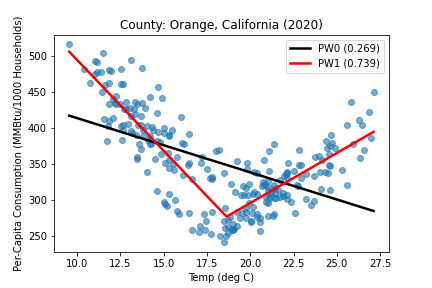 County: Orange, California (2020)
Per-Capita Consumption (MMBtu/1000 Households)
500
450
400
350
300
250
PW0 (0.269)
PW1 (0.739)
10.0 12.5 15.0 17.5 20.0 22.5 25.0 27.5
Temp (deg C)